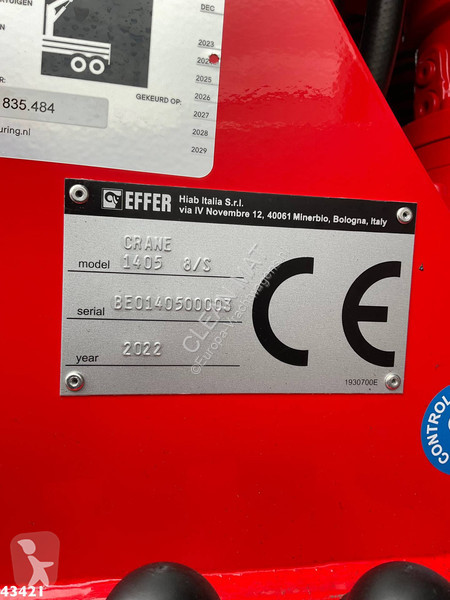 DEC
2023
2025
2026
GEKEURD OP:
2027
2028
2029
835.484
uring.nl
EFFER
Hiab Italia S.r.l.
via IV Novembre 12, 40061 Minerbio, Bologna, Italy
CRANE
model 1405 8/S
serial BE0140500003
year 2022
CE
1930700E
CONTROL
43421